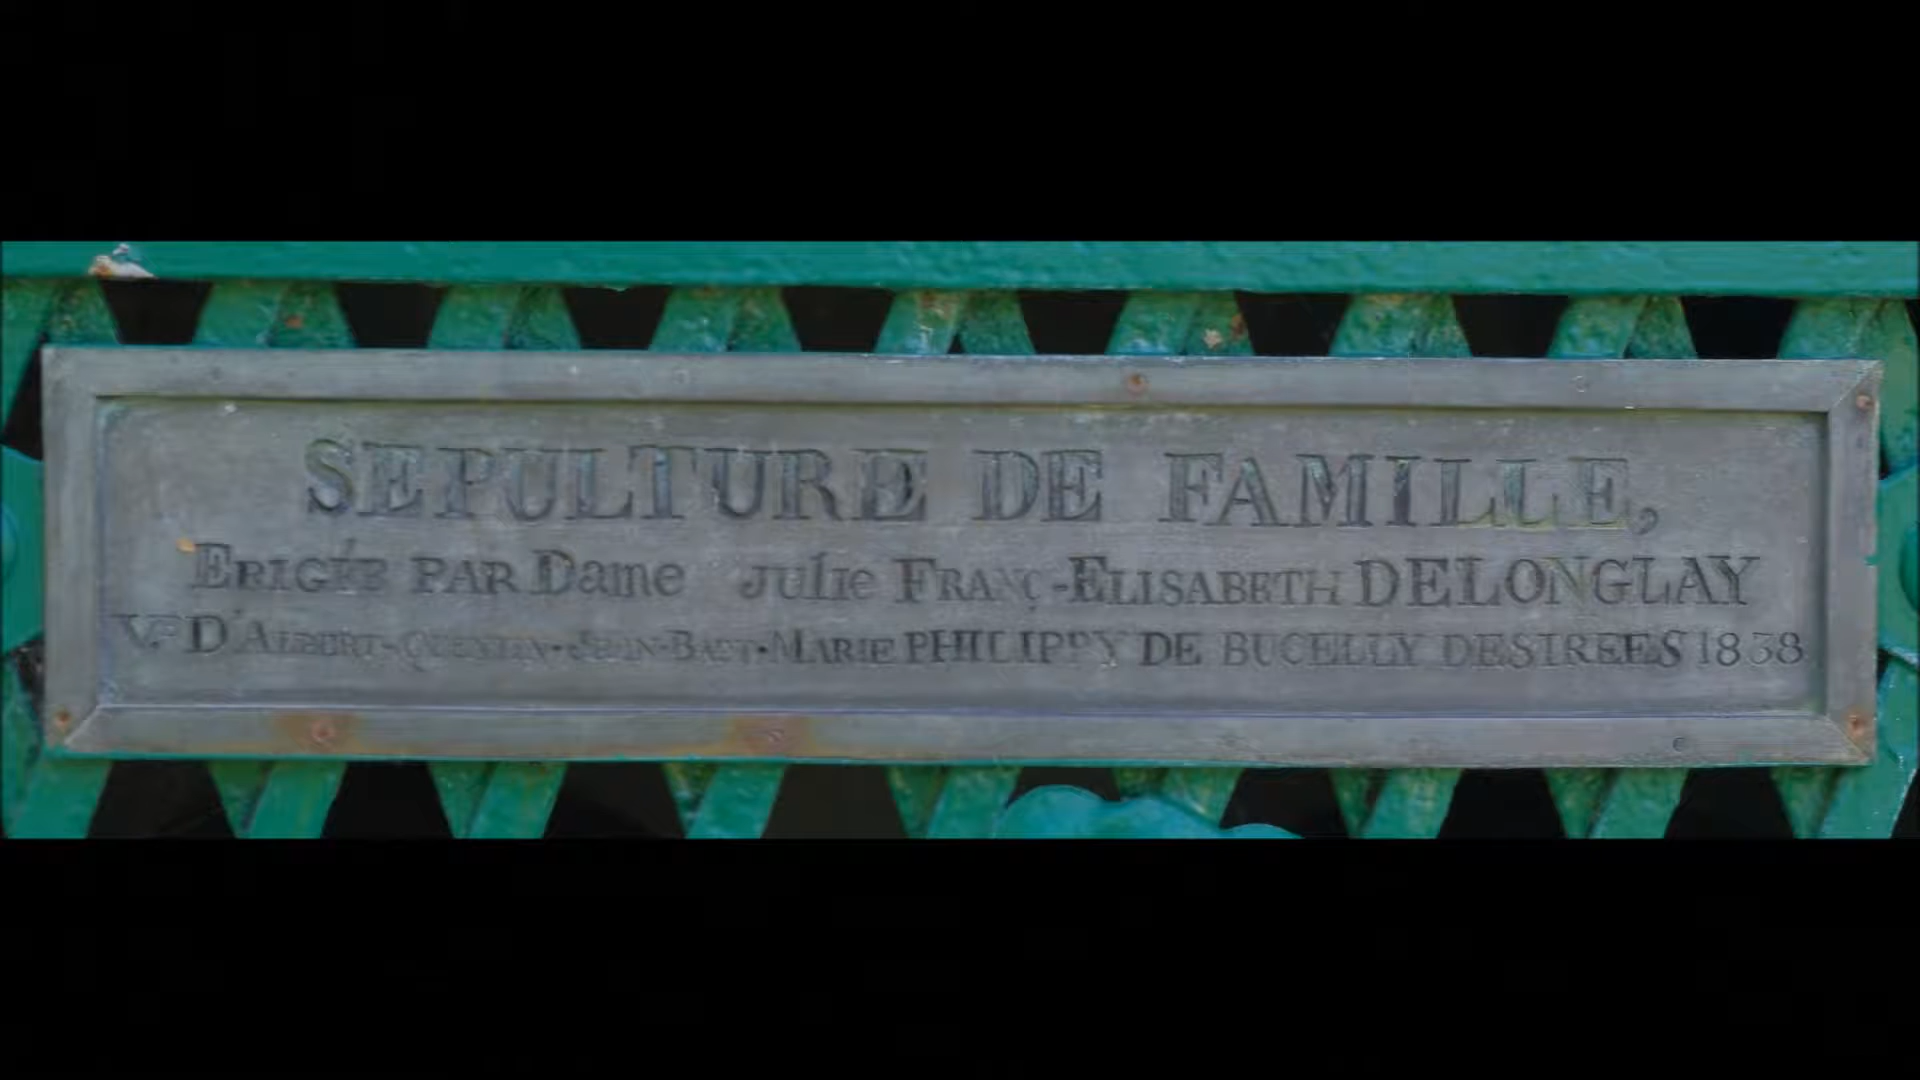 SEPULTURE DE FAMILLE,
ERIGÉE PAR Dame Julie FRANÇ-ELISABETH DELONGLAY
V.E D'ALBERT-QUENTIN-JEAN-BAPT-MARIE PHILIPPY DE BUCELLY DESTREES 1838